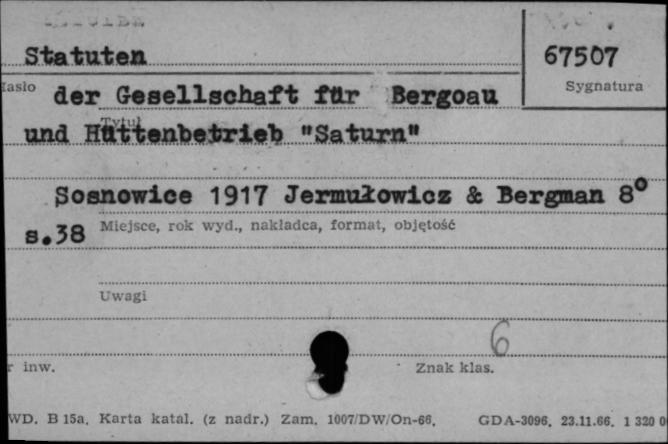 Statuten
67507
Hasło
Sygnatura
der Gesellschaft für Bergoau
Tytuł
und Hüttenbetrieb "Saturn"
Sosnowice 1917 Jermułowicz & Bergman 8°
s.38
Miejsce, rok wyd., nakładca, format, objętość
Uwagi
6
r inw.
Znak klas.
WD. B 15a. Karta katal. (z nadr.) Zam. 1007/DW/On-66. GDA-3096. 23.11.66. 1 320 0